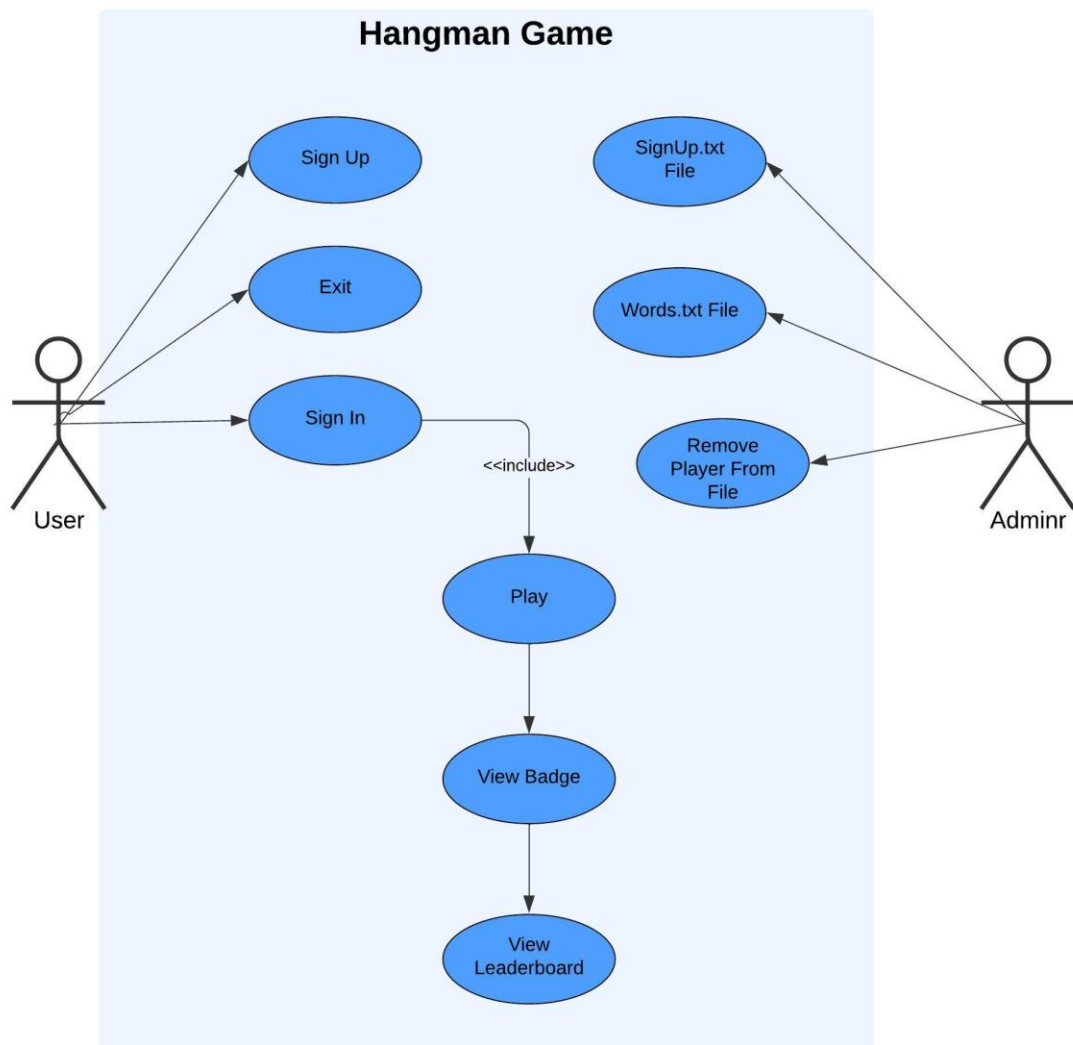 Hangman Game
Sign Up
SignUp.txt
File
Exit
Words.txt File
Sign In
Remove
Player From
File
<<include>>
User
Adminr
Play
View Badge
View
Leaderboard